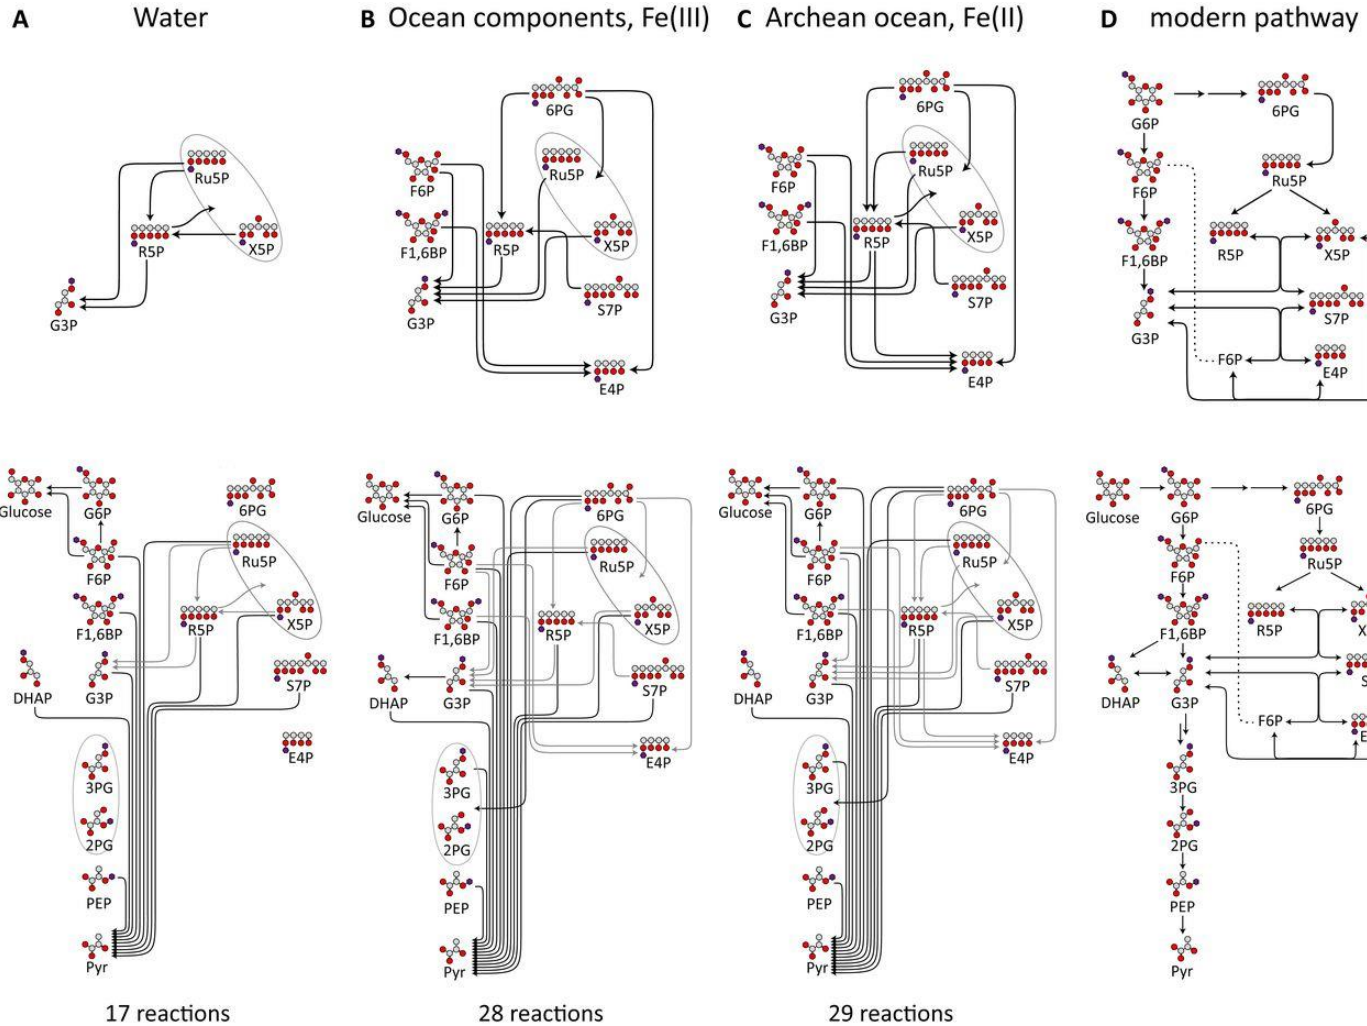 A Water
B Ocean components, Fe(III)
C Archean ocean, Fe(II)
D modern pathway
Ru5P
R5P
X5P
G3P
6PG
F6P
Ru5P
F1,6BP
R5P
X5P
G3P
S7P
E4P
6PG
F6P
Ru5P
F1,6BP
R5P
X5P
G3P
S7P
E4P
G6P
6PG
F6P
Ru5P
F1,6BP
R5P
X5P
G3P
S7P
F6P
E4P
Glucose
G6P
6PG
F6P
Ru5P
F1,6BP
R5P
X5P
DHAP
G3P
S7P
E4P
3PG
2PG
PEP
Pyr
17 reactions
Glucose
G6P
6PG
F6P
Ru5P
F1,6BP
R5P
X5P
DHAP
G3P
S7P
E4P
3PG
2PG
PEP
Pyr
28 reactions
Glucose
G6P
6PG
F6P
Ru5P
F1,6BP
R5P
X5P
DHAP
G3P
S7P
E4P
3PG
2PG
PEP
Pyr
29 reactions
Glucose
G6P
6PG
F6P
Ru5P
F1,6BP
R5P
X
DHAP
G3P
S
F6P
E
3PG
2PG
PEP
Pyr